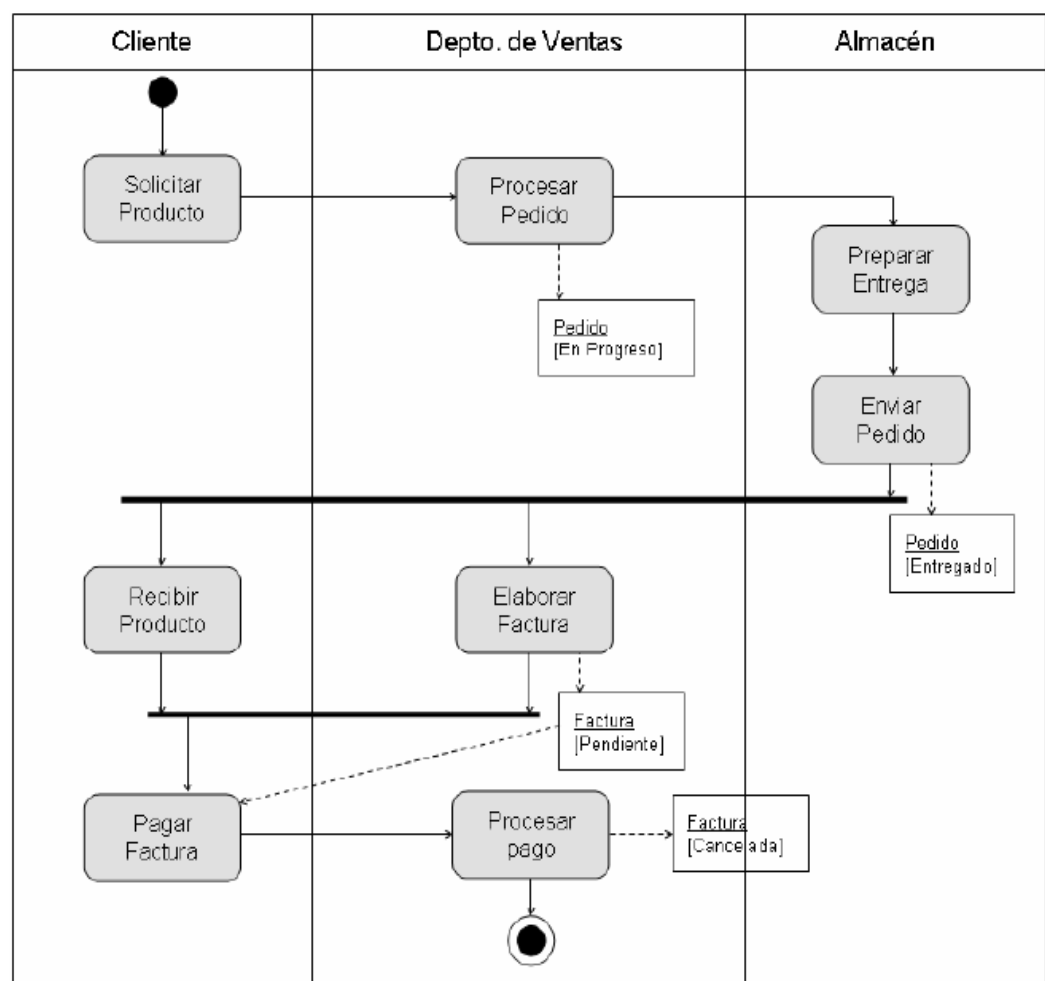 Cliente
Depto. de Ventas
Almacén
Solicitar
Producto
Procesar
Pedido
Preparar
Entrega
Pedido
[En Progreso]
Enviar
Pedido
Pedido
[Entregado]
Recibir
Producto
Elaborar
Factura
Factura
[Pendiente]
Pagar
Factura
Procesar
pago
Factura
[Cancelada]